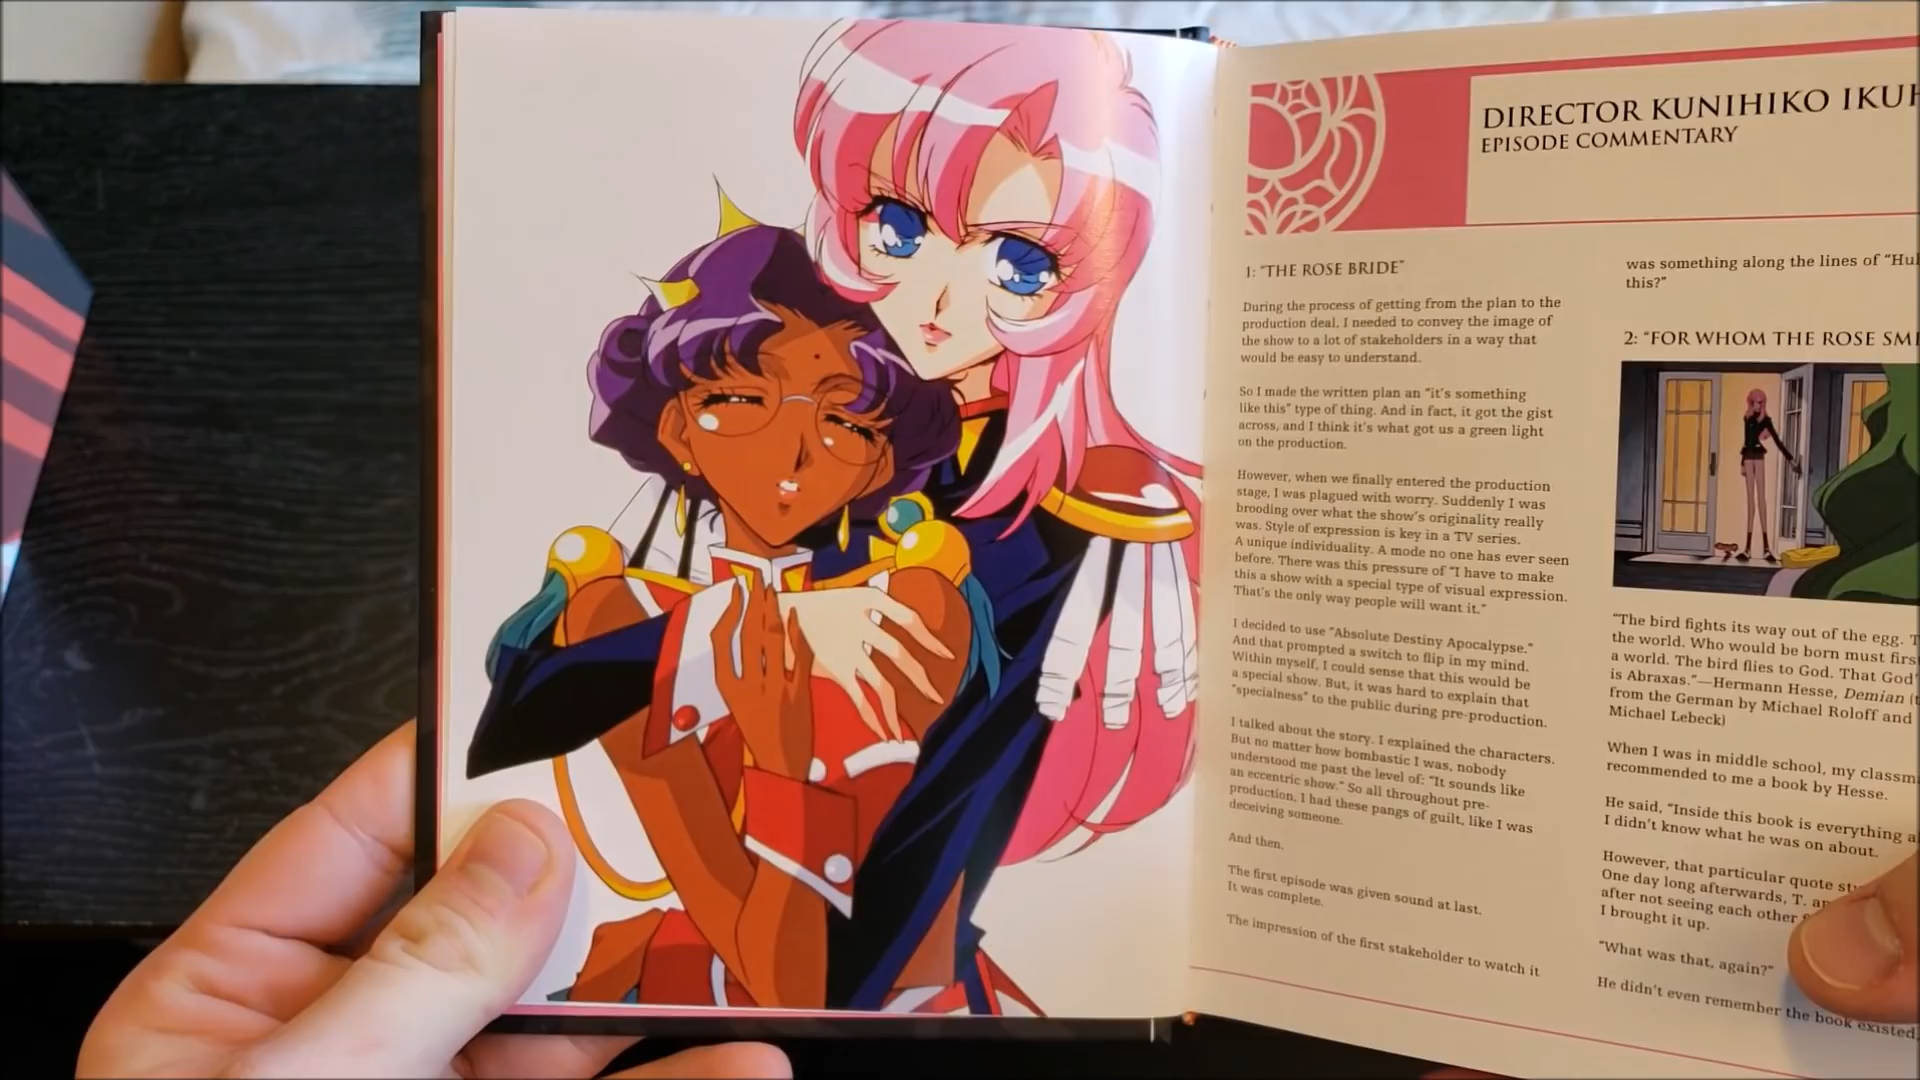 DIRECTOR KUNIHIKO
EPISODE COMMENTARY
1: "THE ROSE BRIDE"
During the process of getting from the plan to the
production deal, I needed to convey the image of
the show to a lot of stakeholders in a way that
would be easy to understand.
So I made the written plan an "it's something
like this" type of thing. And in fact, it got the gist
across, and I think it's what got us a green light
on the production.
However, when we finally entered the production
stage, I was plagued with worry. Suddenly I was
brooding over what the show's originality really
was. Style of expression is key in a TV series.
A unique individuality. A mode no one has ever seen
before. There was this pressure of "I have to make
this a show with a special type of visual expression.
That's the only way people will want it."
I decided to use "Absolute Destiny Apocalypse."
And that prompted a switch to flip in my mind.
Within myself, I could sense that this would be
a special show. But, it was hard to explain that
"specialness" to the public during pre-production.
I talked about the story. I explained the characters.
But no matter how bombastic I was, nobody
understood me past the level of: "It sounds like
an eccentric show." So all throughout pre-
production, I had these pangs of guilt, like I was
deceiving someone.
And then.
The first episode was given sound at last.
It was complete.
The impression of the first stakeholder to watch it
was something along the lines of
this?"
2: "FOR WHOM THE ROSE
"The bird fights its way out of the egg.
the world. Who would be born must
a world. The bird flies to God. That
is Abraxas."—Hermann Hesse, Demian
from the German by Michael Roloff and
Michael Lebeck)
When I was in middle school, my
recommended to me a book by Hesse.
He said, "Inside this book is everything
I didn't know what he was on about.
However, that particular quote
One day long afterwards, T.
after not seeing each other
I brought it up.
"What was that, again?"
He didn't even remember the book existed.